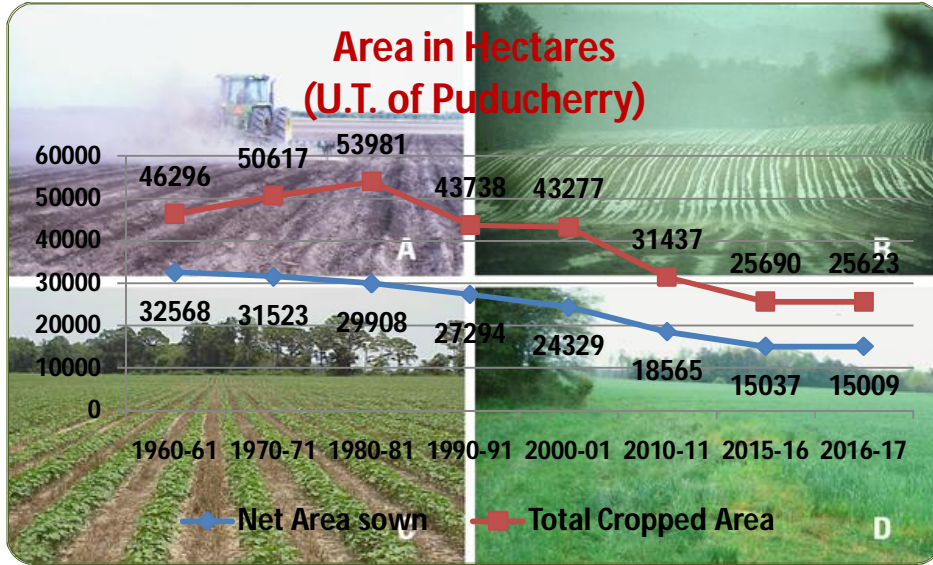 Area in Hectares
(U.T. of Puducherry)
60000
50000
40000
30000
20000
10000
0
46296 50617 53981 43738 43277 31437 25690 25623
32568 31523 29908 27294 24329 18565 15037 15009
A
B
1960-61 1970-71 1980-81 1990-91 2000-01 2010-11 2015-16 2016-17
Net Area sown Total Cropped Area
C
D